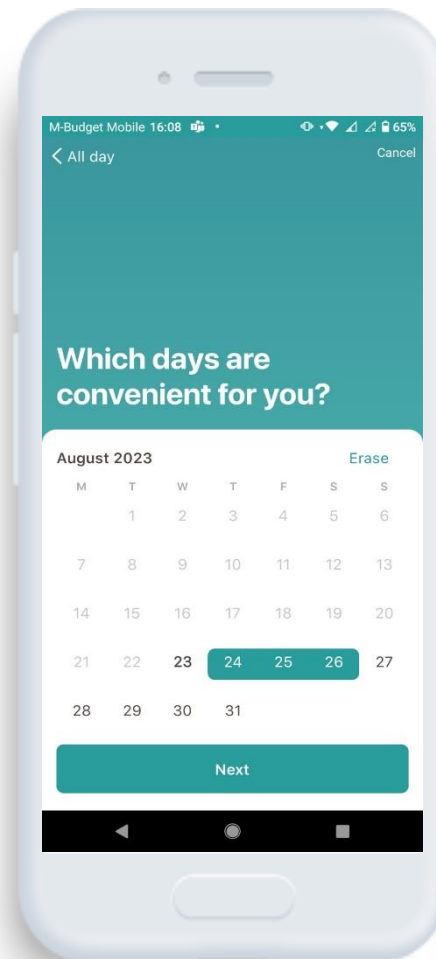 M-Budget Mobile 16:08 65%
All day Cancel
Which days are
convenient for you?
August 2023 Erase
M T W T F S S
1 2 3 4 5 6
7 8 9 10 11 12 13
14 15 16 17 18 19 20
21 22 23 24 25 26 27
28 29 30 31
Next